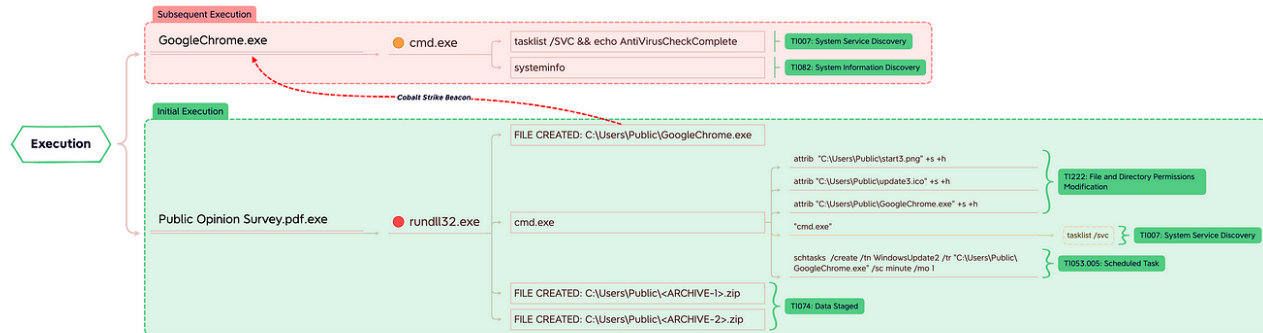 Subsequent Execution
GoogleChrome.exe
cmd.exe
tasklist /SVC && echo AntiVirusCheckComplete
T1007: System Service Discovery
systeminfo
T1082: System Information Discovery
Cobalt Strike Beacon
Initial Execution
Execution
FILE CREATED: C:\Users\Public\GoogleChrome.exe
attrib "C:\Users\Public\start3.png" +s +h
attrib "C:\Users\Public\update3.ico" +s +h
attrib "C:\Users\Public\GoogleChrome.exe" +s +h
T1222: File and Directory Permissions
Modification
Public Opinion Survey.pdf.exe
rundll32.exe
cmd.exe
"cmd.exe"
tasklist /svc
T1007: System Service Discovery
schtasks /create /tn WindowsUpdate2 /tr "C:\Users\Public\
GoogleChrome.exe" /sc minute /mo 1
T1053.005: Scheduled Task
FILE CREATED: C:\Users\Public\<ARCHIVE-1>.zip
FILE CREATED: C:\Users\Public\<ARCHIVE-2>.zip
T1074: Data Staged